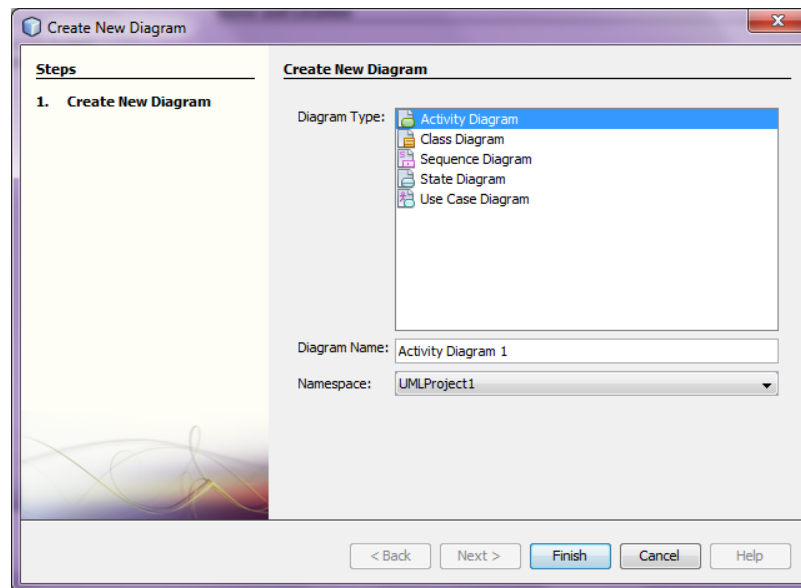 Create New Diagram
Steps
1. Create New Diagram
Create New Diagram
Diagram Type:
Activity Diagram
Class Diagram
Sequence Diagram
State Diagram
Use Case Diagram
Diagram Name:
Activity Diagram 1
Namespace:
UMLProject1
< Back
Next >
Finish
Cancel
Help